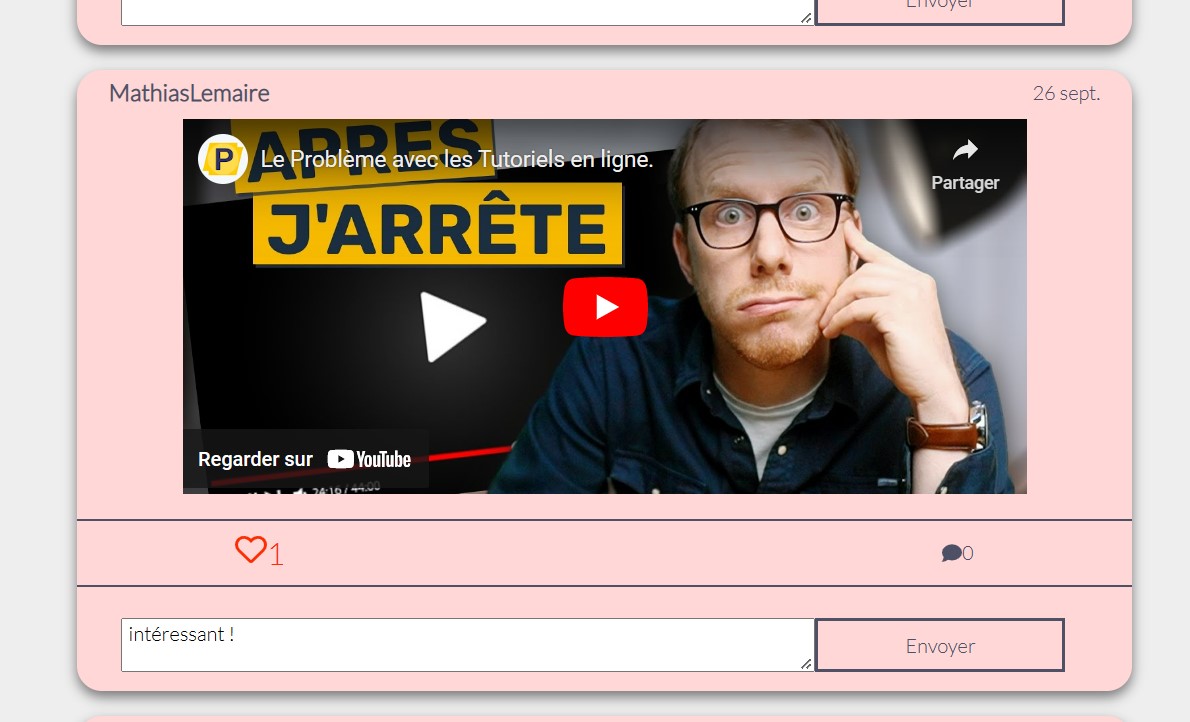 Envoyer
MathiasLemaire
26 sept.
APRES
P
Le Problème avec les Tutoriels en ligne.
Partager
J'ARRÊTE
Regarder sur YouTube
24:16 / 44:00
1
0
intéressant !
Envoyer